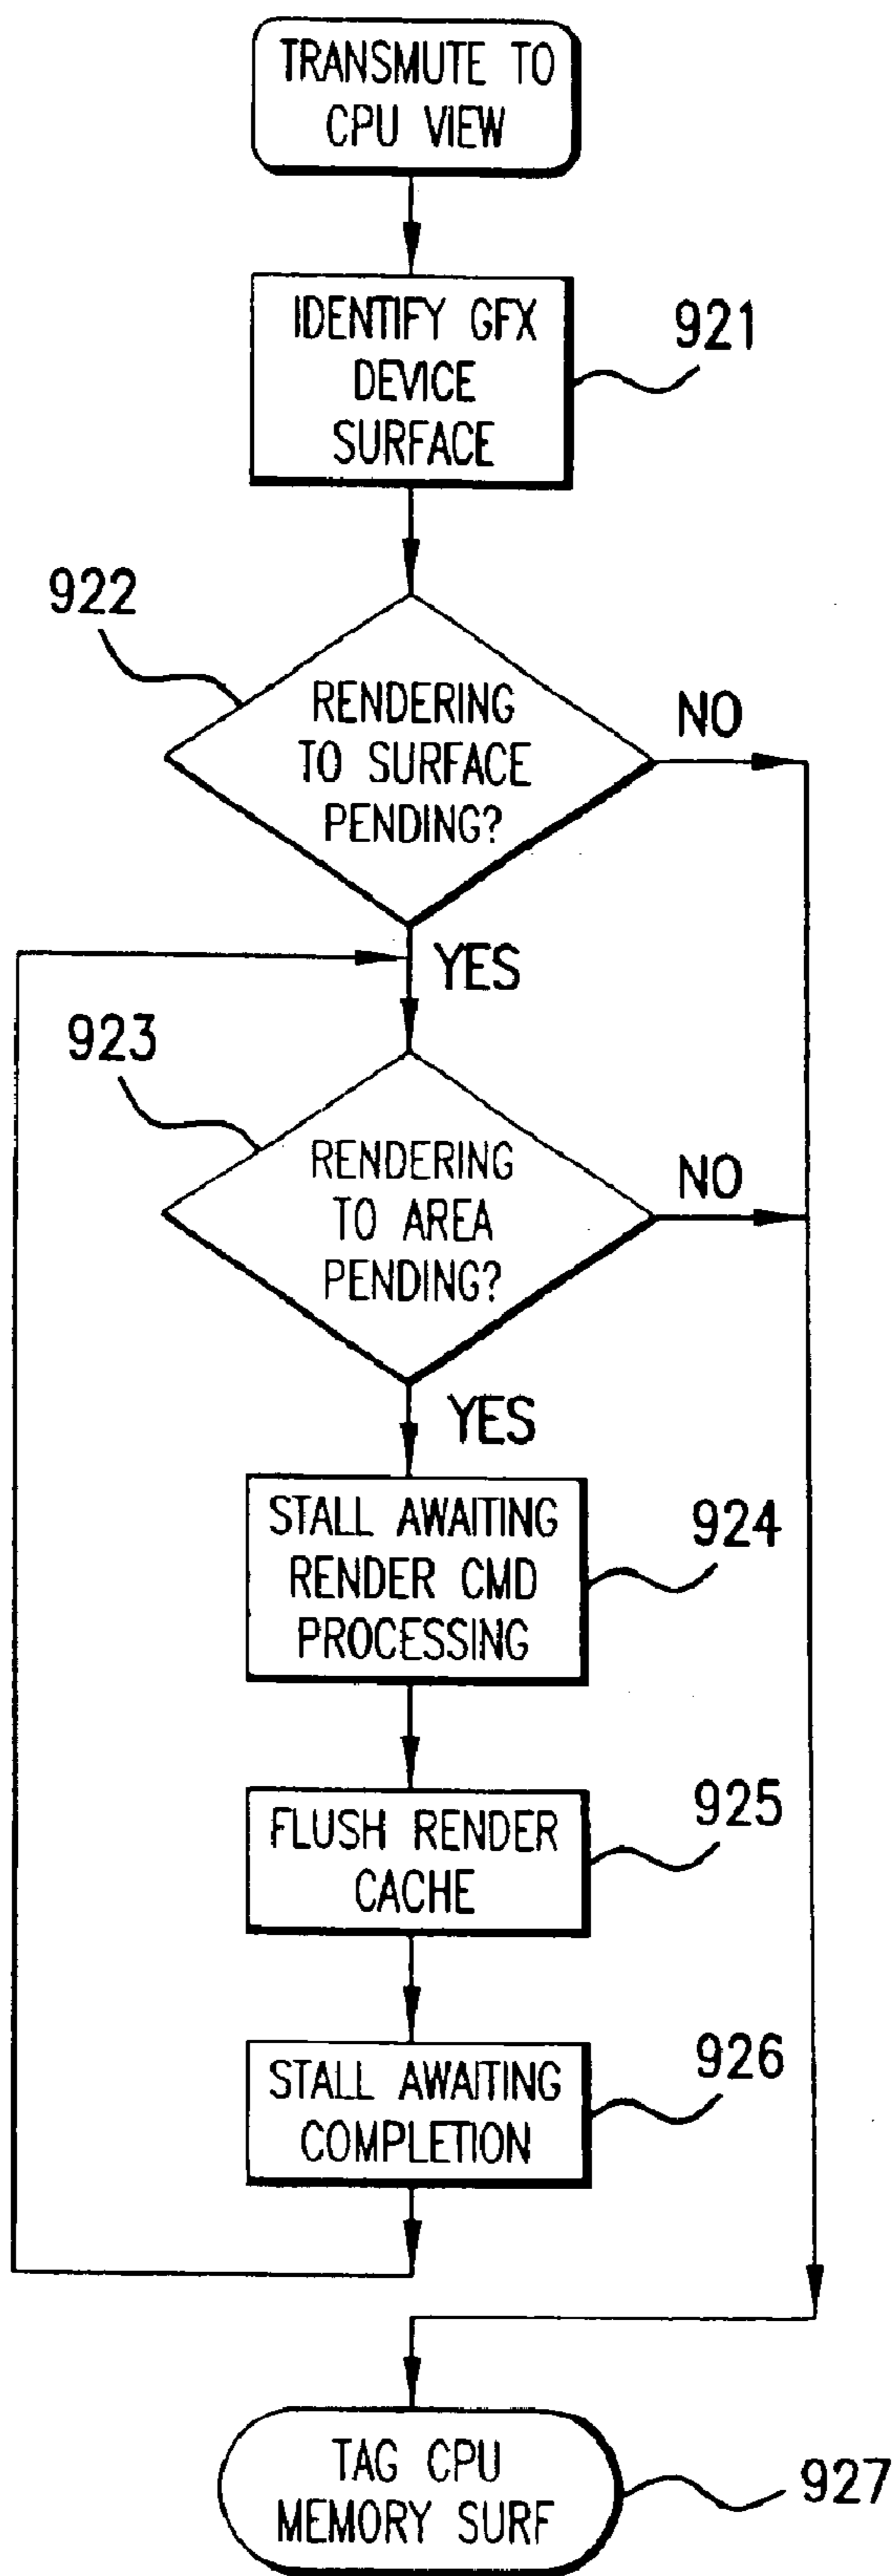 TRANSMUTE TO
CPU VIEW
IDENTIFY GFX
DEVICE
SURFACE
921
922
RENDERING
TO SURFACE
PENDING?
NO
YES
923
RENDERING
TO AREA
PENDING?
NO
YES
STALL AWAITING
RENDER CMD
PROCESSING
924
FLUSH RENDER
CACHE
925
STALL AWAITING
COMPLETION
926
TAG CPU
MEMORY SURF
927